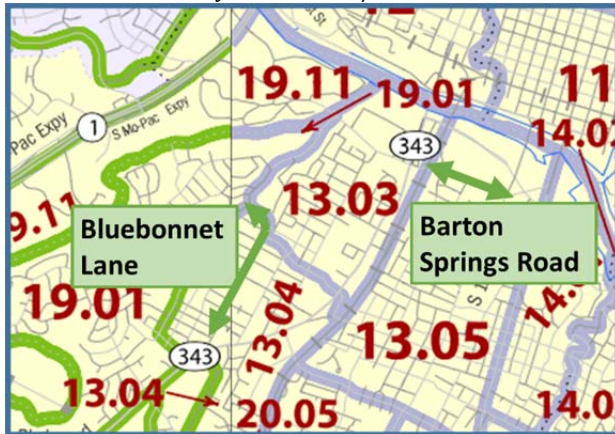 19.11
19.01
11
1
S Mo-Pac Expy
Pac Expy
343
14.02
13.03
9.11
Bluebonnet
Lane
Barton
Springs Road
19.01
13.04
13.05
343
13.04
20.05
14.0